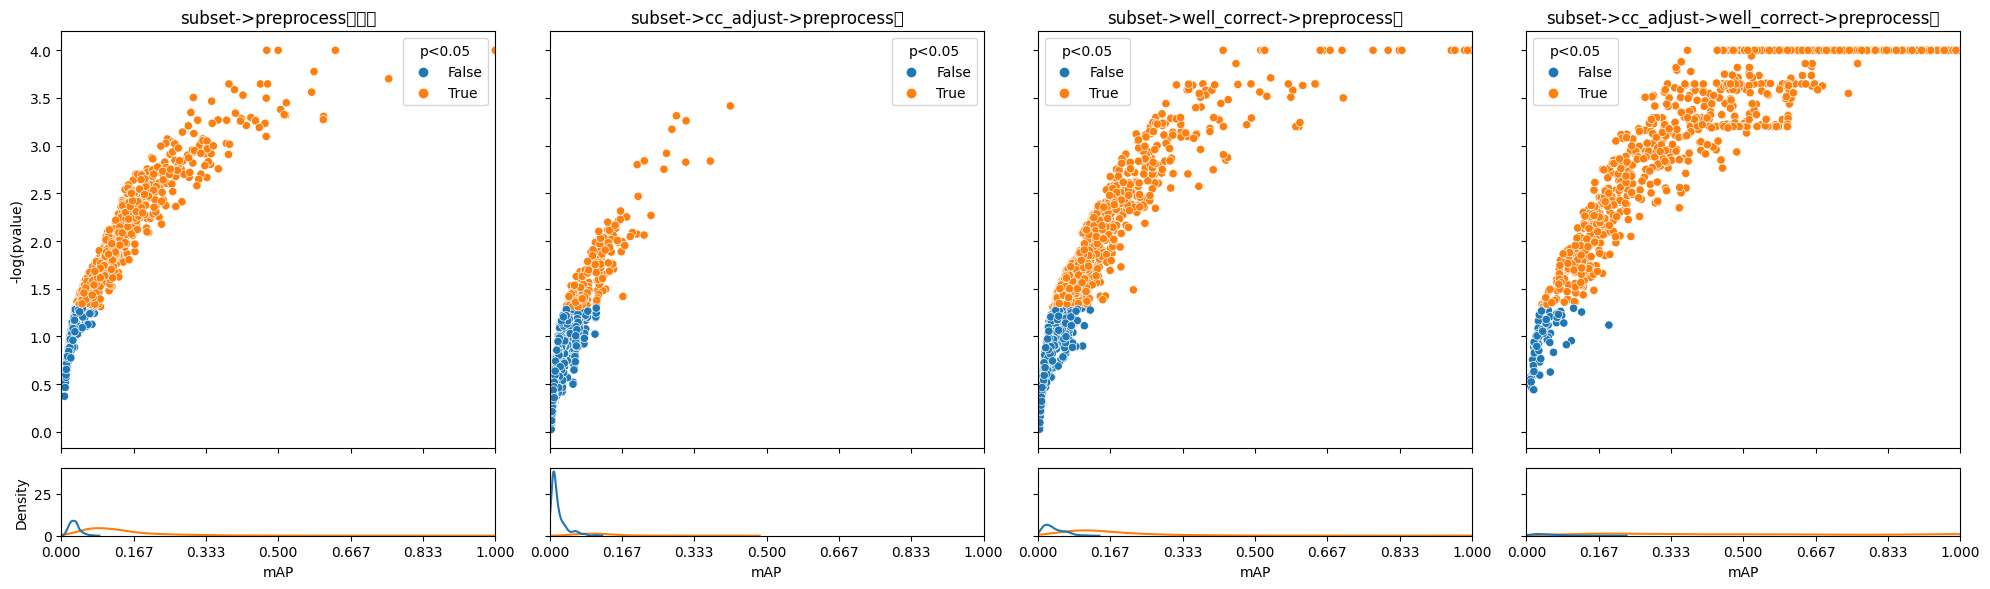 subset->preprocess▯▯▯
subset->cc_adjust->preprocess▯
subset->well_correct->preprocess▯
subset->cc_adjust->well_correct->preprocess▯
-log(pvalue)
4.0
3.5
3.0
2.5
2.0
1.5
1.0
0.5
0.0
p<0.05
False
True
p<0.05
False
True
p<0.05
False
True
p<0.05
False
True
Density
25
0
0.000 0.167 0.333 0.500 0.667 0.833 1.000
mAP
0.000 0.167 0.333 0.500 0.667 0.833 1.000
mAP
0.000 0.167 0.333 0.500 0.667 0.833 1.000
mAP
0.000 0.167 0.333 0.500 0.667 0.833 1.000
mAP